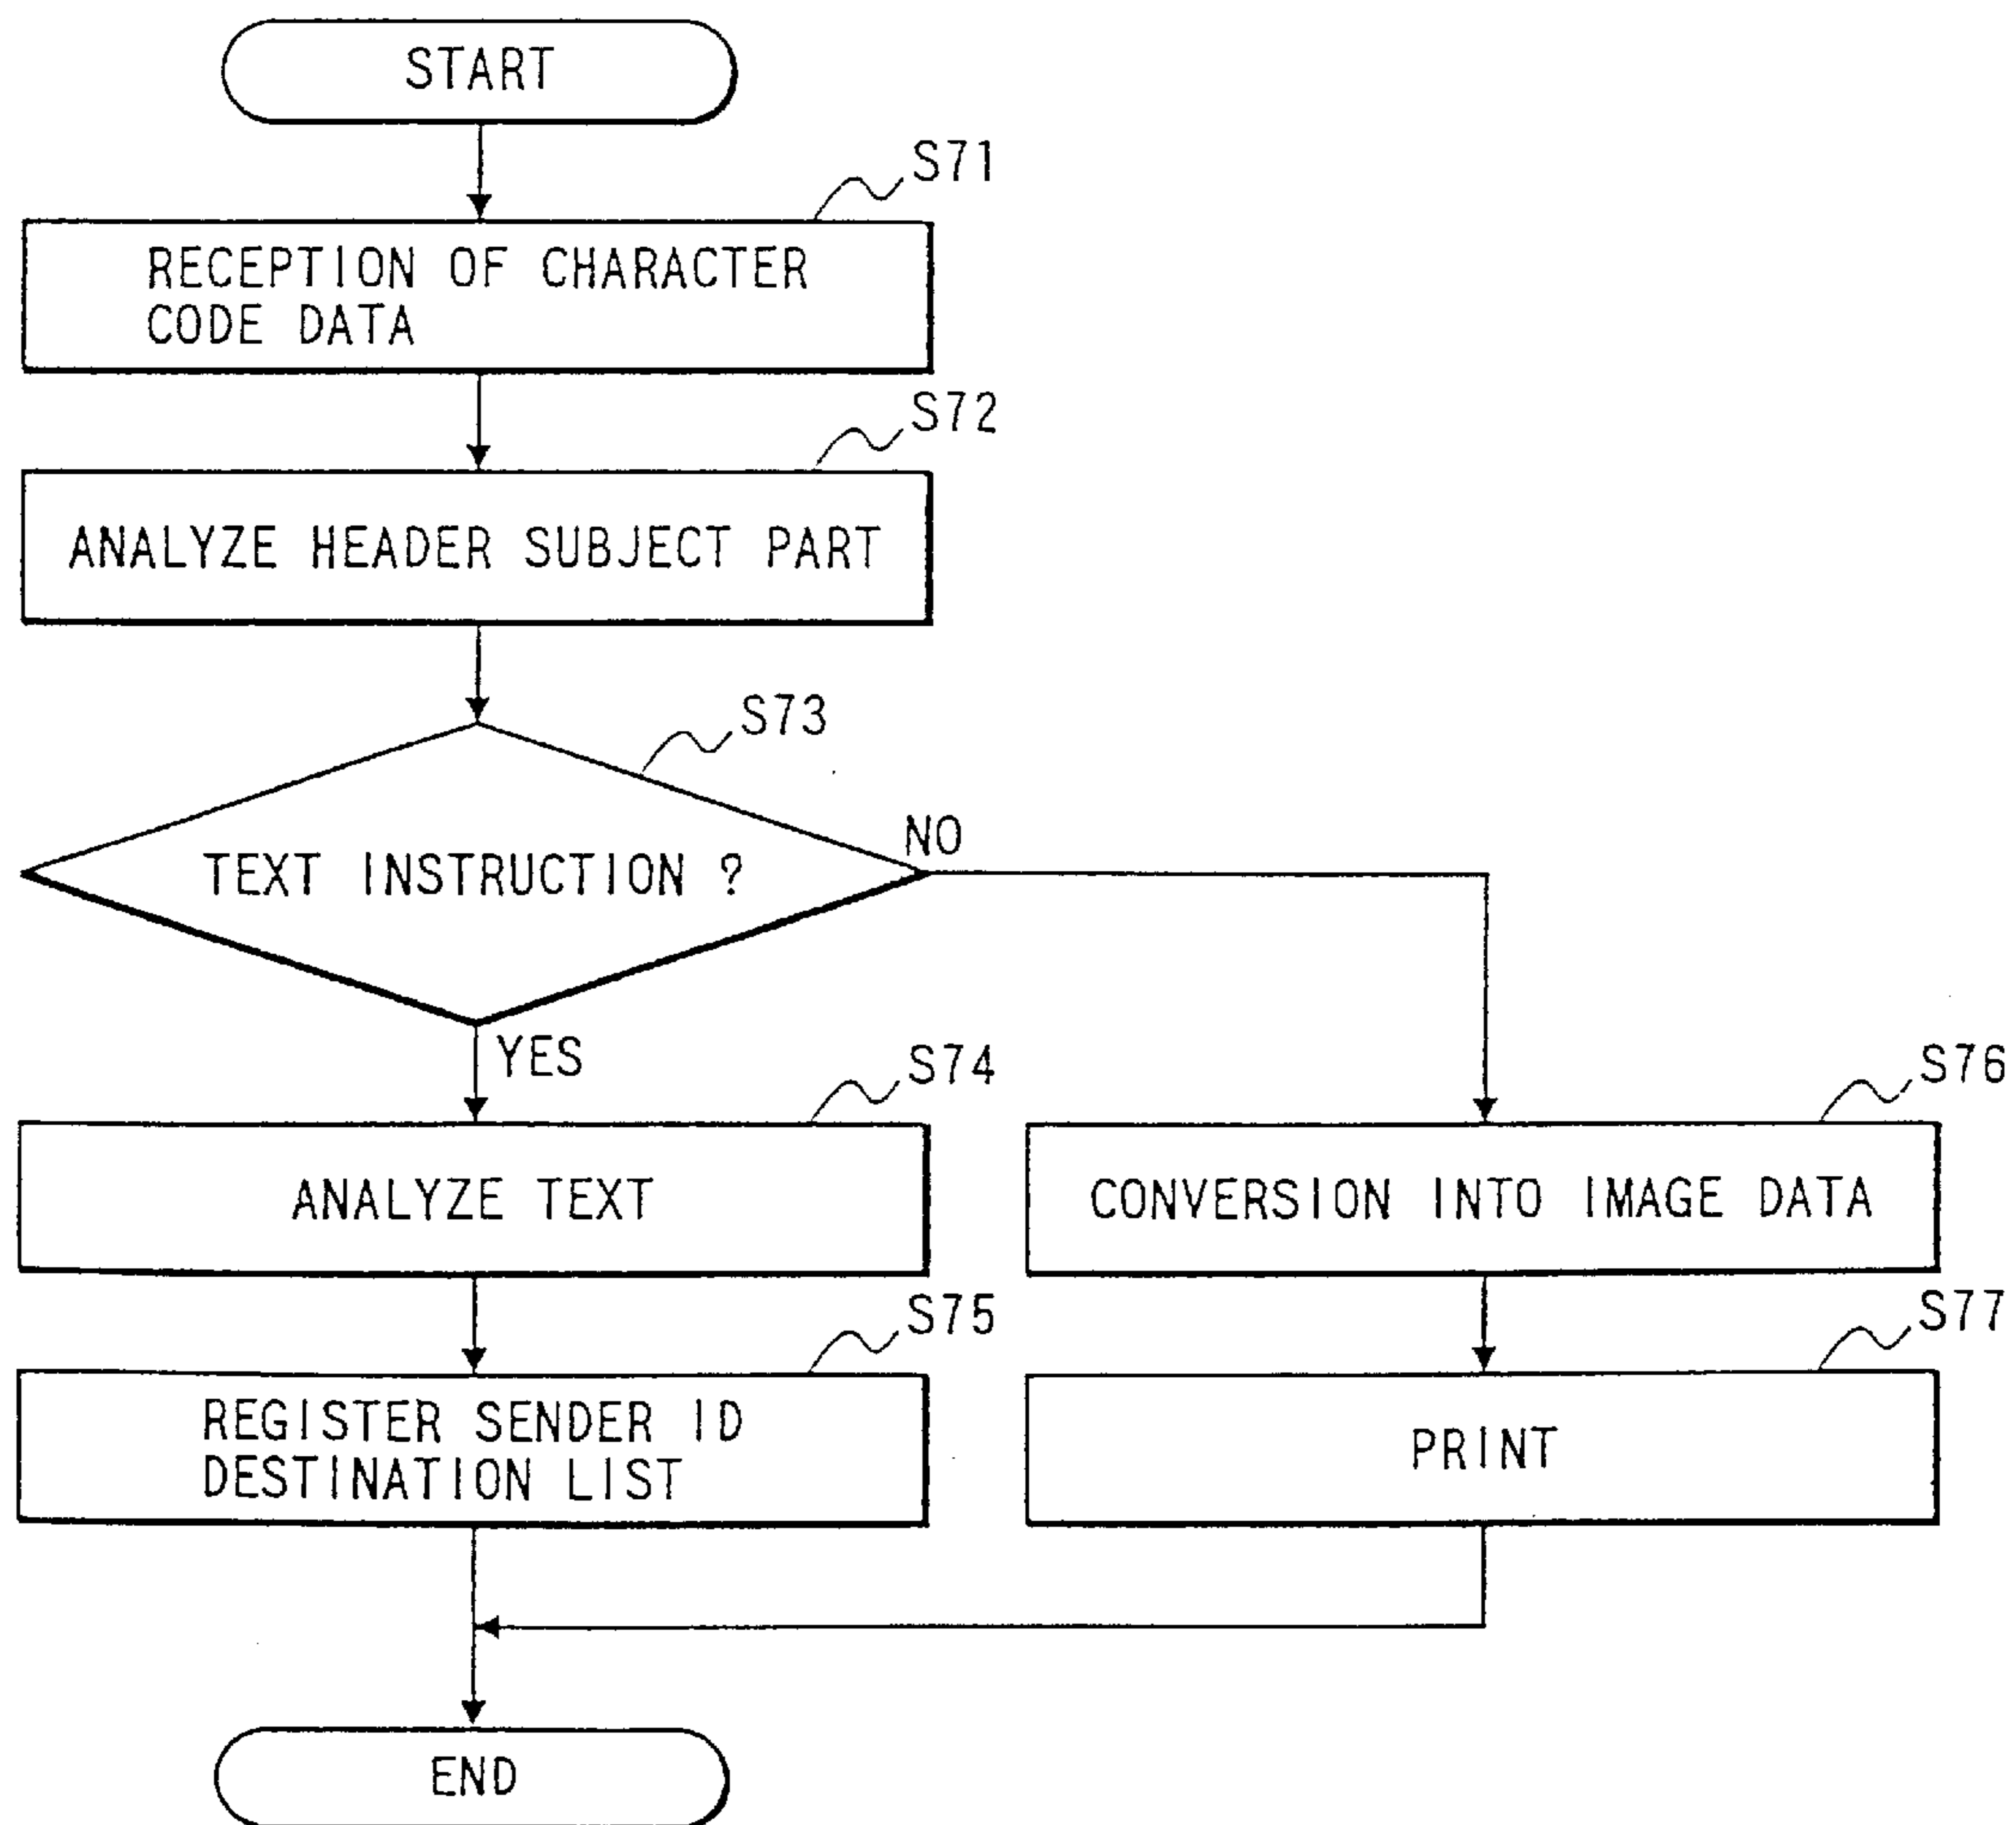 START
S71
RECEPTION OF CHARACTER
CODE DATA
S72
ANALYZE HEADER SUBJECT PART
S73
TEXT INSTRUCTION ?
NO
YES
S74
ANALYZE TEXT
S76
CONVERSION INTO IMAGE DATA
S75
REGISTER SENDER ID
DESTINATION LIST
S77
PRINT
END